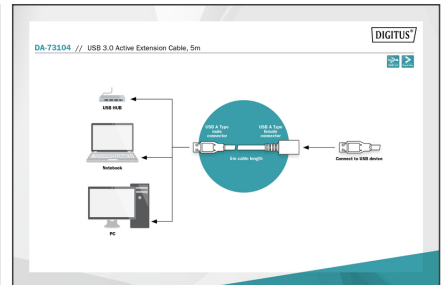 DIGITUS®
DA-73104 // USB 3.0 Active Extension Cable, 5m
USB HUB
Notebook
PC
USB A Type
male
connector
USB A Type
female
connector
5m cable length
Connect to USB device